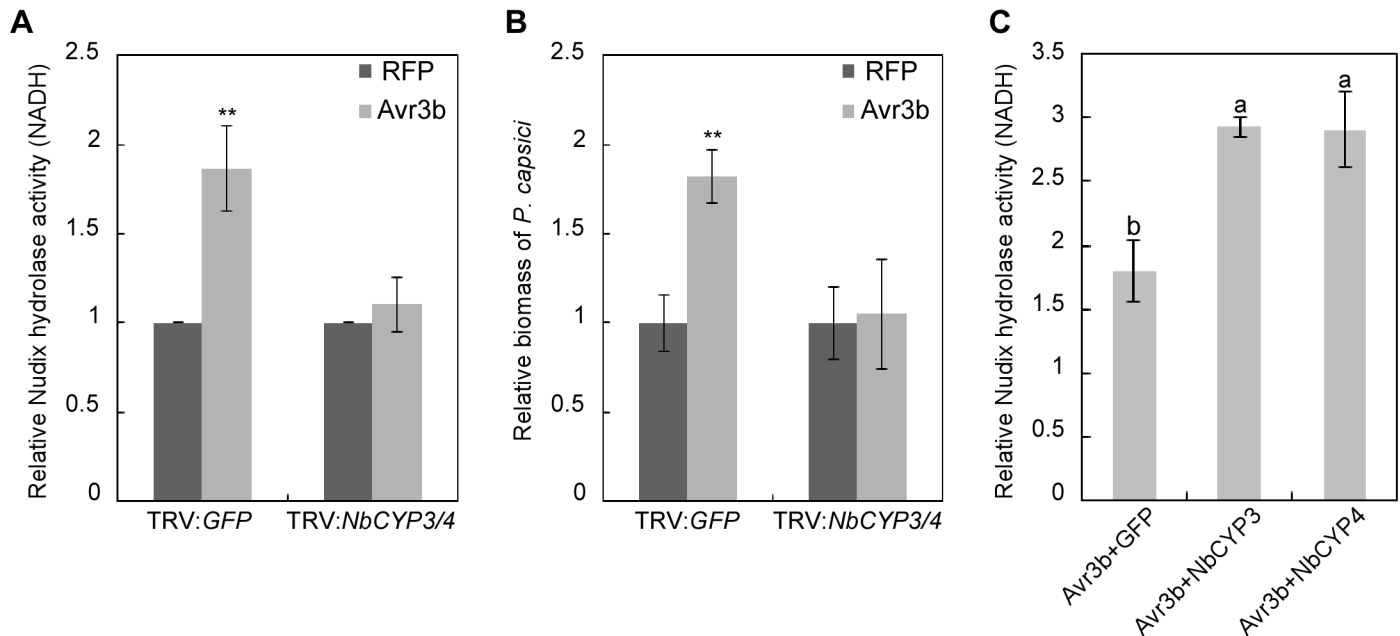 A
Relative Nudix hydrolase activity (NADH)
2.5
2
1.5
1
0.5
0
RFP
Avr3b
**
TRV:GFP
TRV:NbCYP3/4
B
Relative biomass of P. capsici
2.5
2
1.5
1
0.5
0
RFP
Avr3b
**
TRV:GFP
TRV:NbCYP3/4
C
Relative Nudix hydrolase activity (NADH)
3.5
3
2.5
2
1.5
1
0.5
0
b
a
a
Avr3b+GFP
Avr3b+NbCYP3
Avr3b+NbCYP4